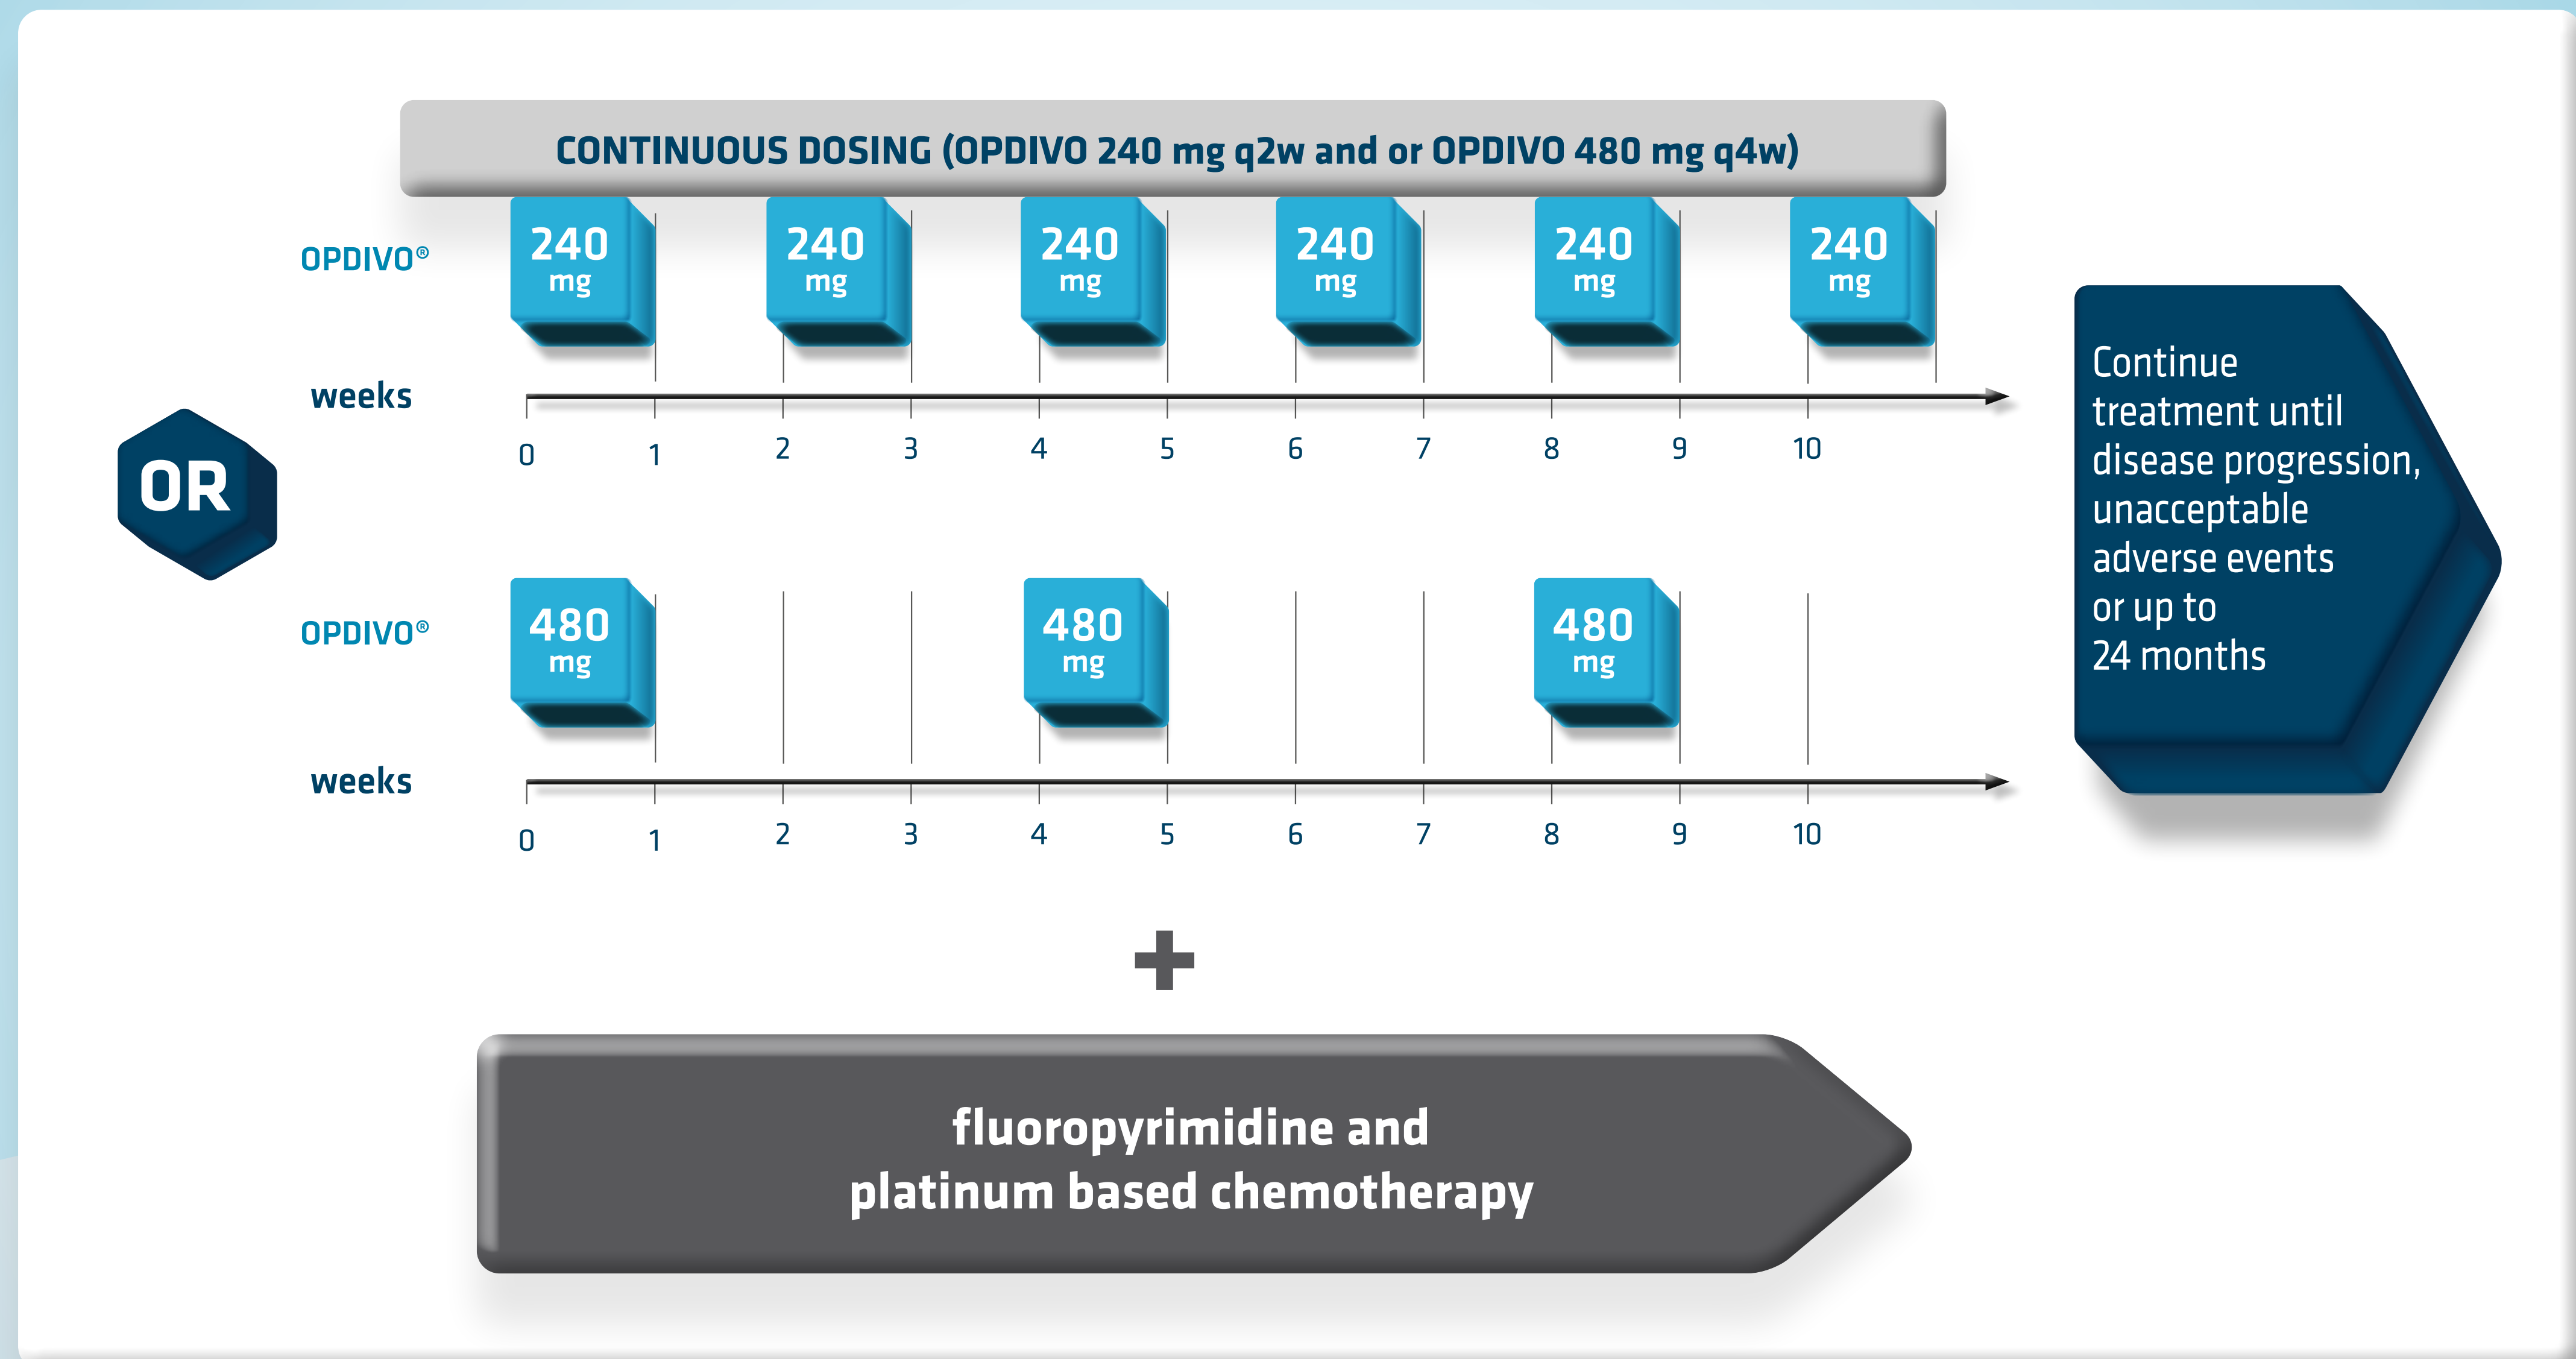 CONTINUOUS DOSING (OPDIVO 240 mg q2w and or OPDIVO 480 mg q4w)
OPDIVO®
240
mg
240
mg
240
mg
240
mg
240
mg
240
mg
weeks
0 1 2 3 4 5 6 7 8 9 10
OR
OPDIVO®
480
mg
480
mg
480
mg
weeks
0 1 2 3 4 5 6 7 8 9 10
+
fluoropyrimidine and
platinum based chemotherapy
Continue
treatment until
disease progression,
unacceptable
adverse events
or up to
24 months